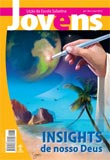 Lição da Escola Sabatina
Jovens
INSIGHTS
de nosso Deus